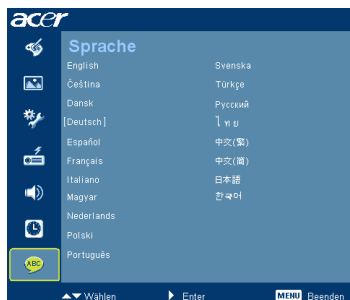 acer
Sprache
English
Čeština
Dansk
[Deutsch]
Español
Français
Italiano
Magyar
Nederlands
Polski
Português
Svenska
Türkçe
Русский
ไทย
中文(繁)
中文(简)
日本語
한국어
ABC
Wählen
Enter
MENU Beenden